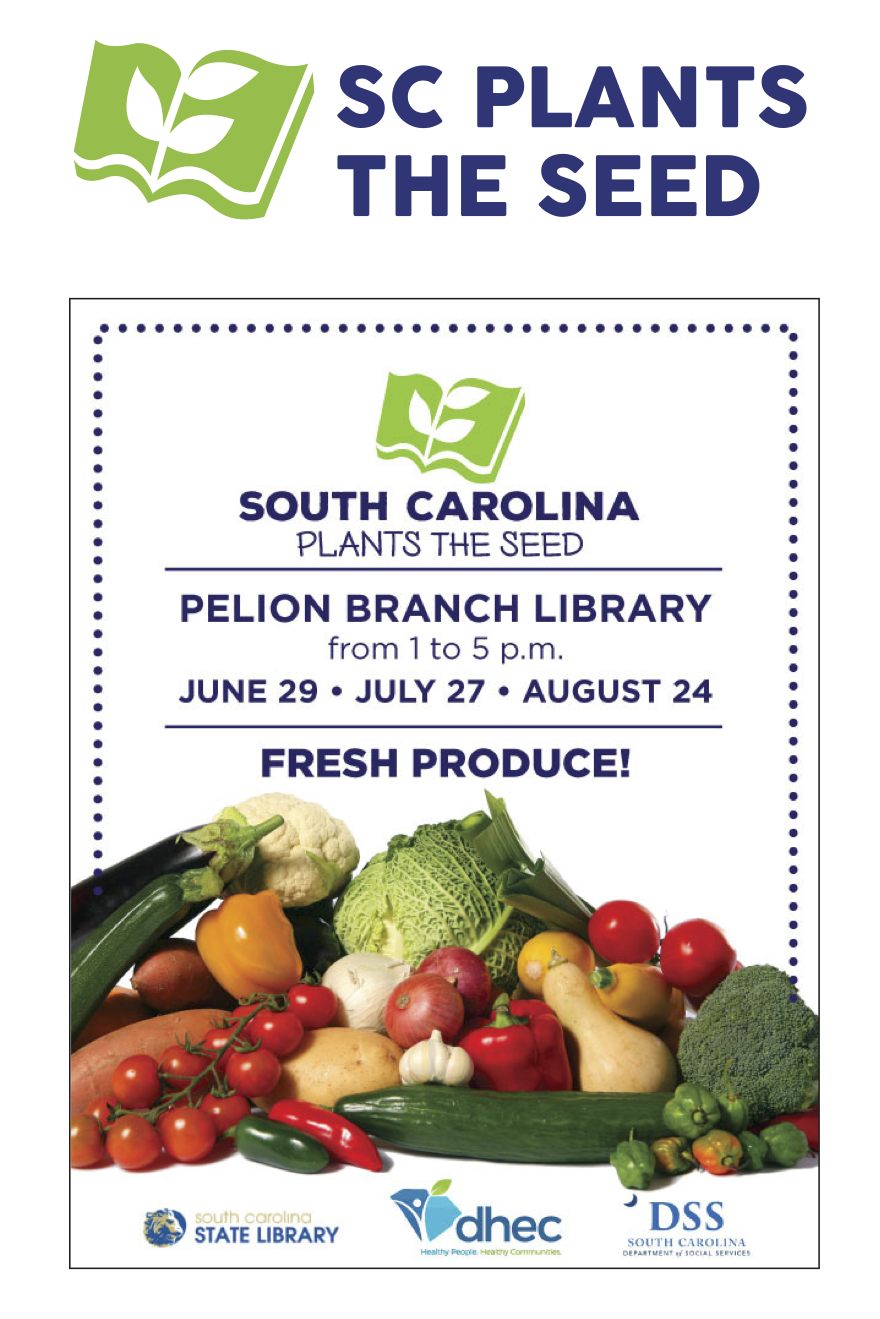 SC PLANTS
THE SEED
SOUTH CAROLINA
PLANTS THE SEED
PELION BRANCH LIBRARY
from 1 to 5 p.m.
JUNE 29 • JULY 27 • AUGUST 24
FRESH PRODUCE!
south carolina
STATE LIBRARY
dhec
Healthy People. Healthy Communities.
DSS
SOUTH CAROLINA
DEPARTMENT of SOCIAL SERVICES